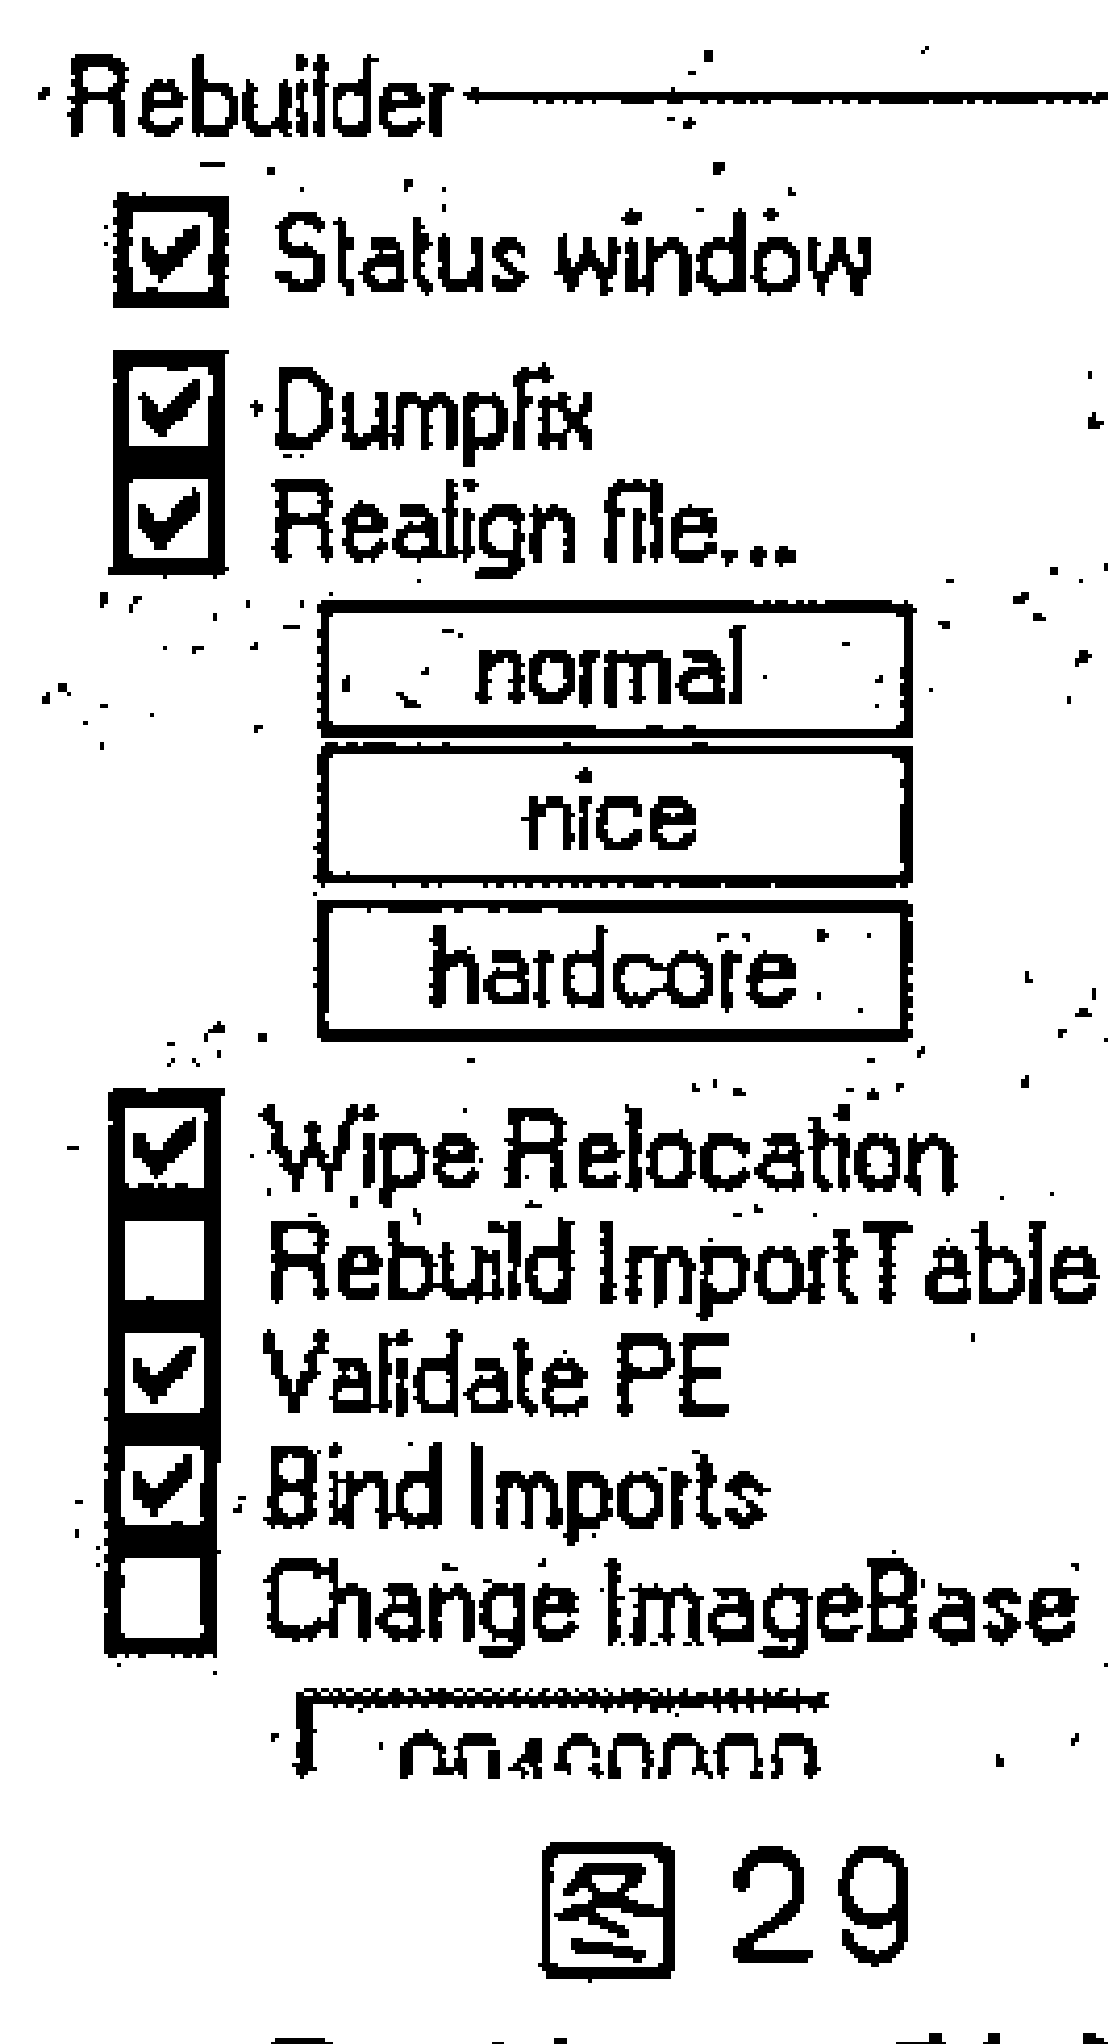 Rebuilder
Status window
Dumpfix
Realign file...
normal
nice
hardcore
Wipe Relocation
Rebuild ImportTable
Validate PE
Bind Imports
Change ImageBase
图 29